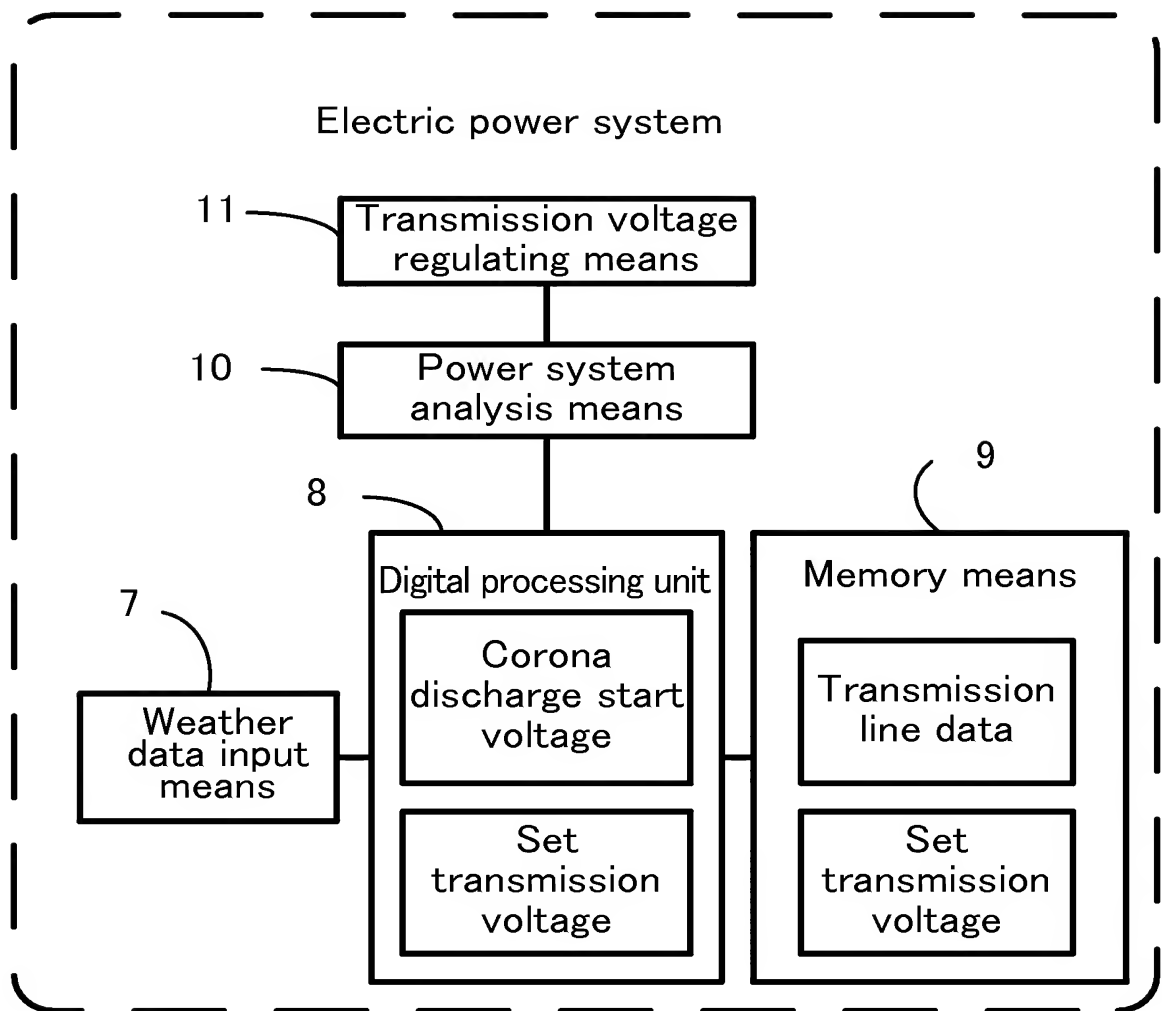 Electric power system
11
Transmission voltage
regulating means
10
Power system
analysis means
8
9
Digital processing unit
Memory means
7
Corona
discharge start
voltage
Transmission
line data
Weather
data input
means
Set
transmission
voltage
Set
transmission
voltage